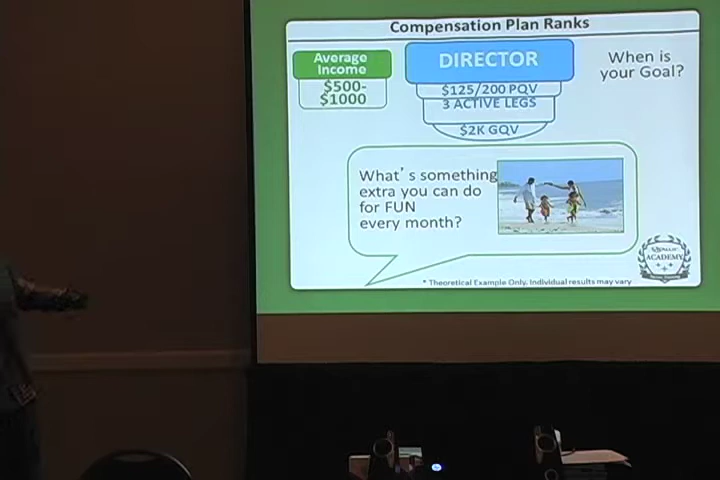 Compensation Plan Ranks
Average
Income
$500-
$1000
DIRECTOR
$125/200 PQV
3 ACTIVE LEGS
$2K GQV
When is
your Goal?
What's something
extra you can do
for FUN
every month?
ACADEMY
* Theoretical Example Only. Individual results may vary